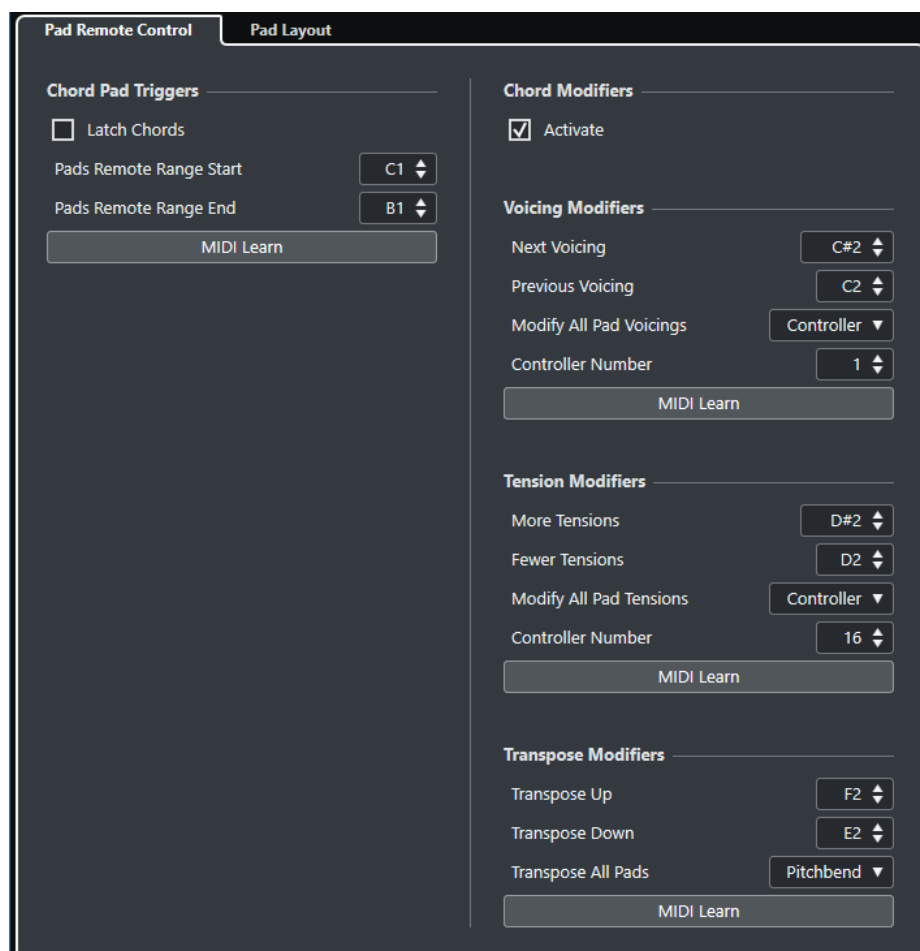 Pad Remote Control
Pad Layout
Chord Pad Triggers
Latch Chords
Pads Remote Range Start C1
Pads Remote Range End B1
MIDI Learn
Chord Modifiers
Activate
Voicing Modifiers
Next Voicing C#2
Previous Voicing C2
Modify All Pad Voicings Controller
Controller Number 1
MIDI Learn
Tension Modifiers
More Tensions D#2
Fewer Tensions D2
Modify All Pad Tensions Controller
Controller Number 16
MIDI Learn
Transpose Modifiers
Transpose Up F2
Transpose Down E2
Transpose All Pads Pitchbend
MIDI Learn